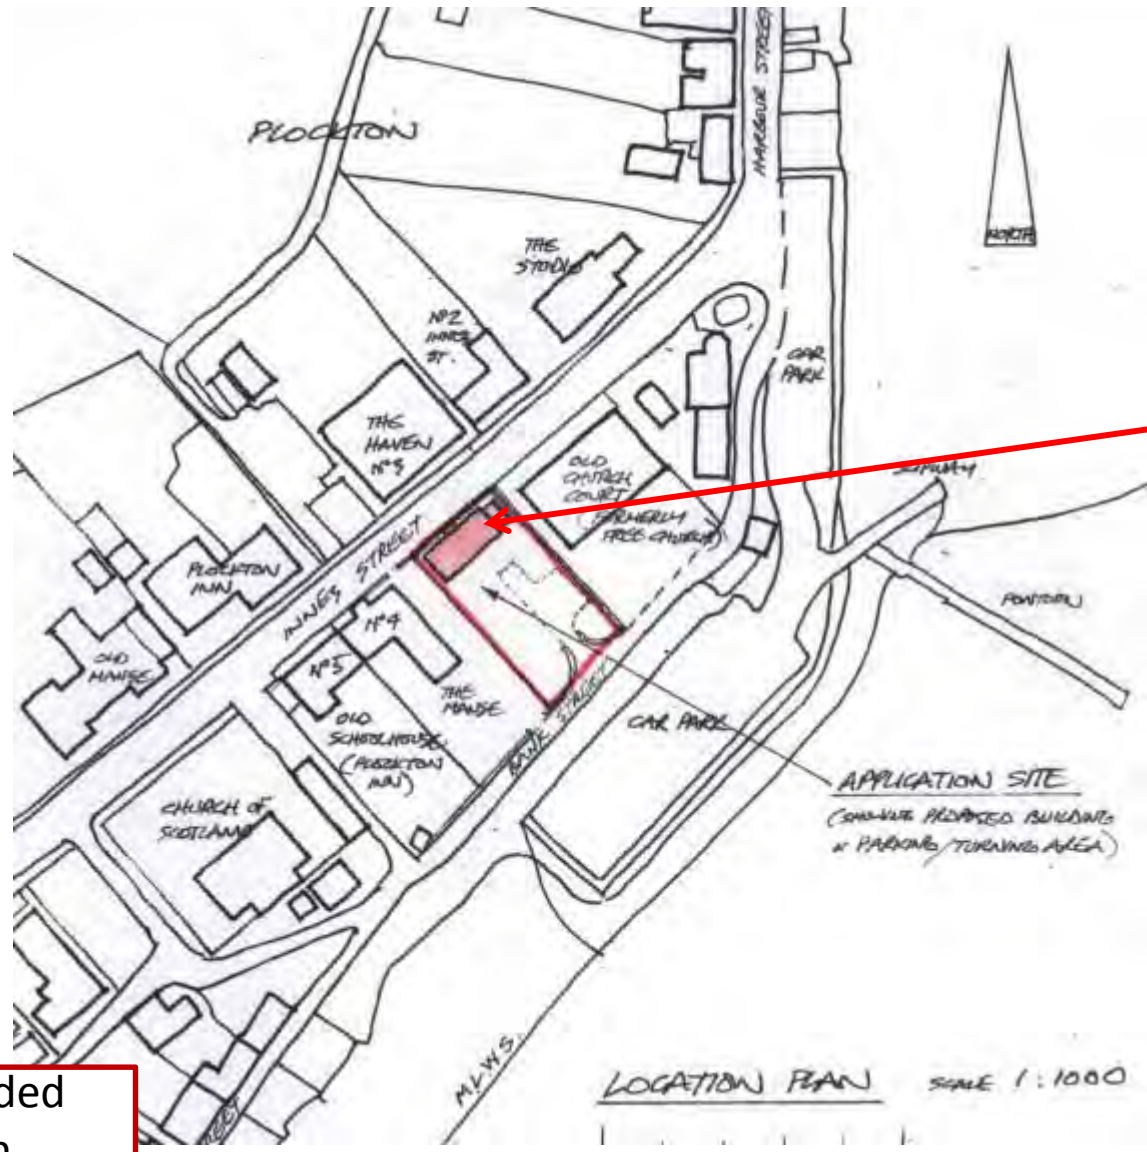 HARBOUR STREET
PLOCKTON
NORTH
THE
STUDIO
Nº2
INNES
ST.
CAR
PARK
THE
HAVEN
Nº3
OLD
CHURCH
COURT
(FORMERLY
FREE CHURCH)
SLIPWAY
PLOCKTON
INN
INNES STREET
PONTOON
Nº4
OLD
MANSE
Nº5
THE
MANSE
OLD
SCHOOLHOUSE
(PLOCKTON
INN)
BANK STREET
CAR PARK
APPLICATION SITE
(SHOWING PROPOSED BUILDING
& PARKING/TURNING AREA)
CHURCH OF
SCOTLAND
M.L.W.S.
LOCATION PLAN SCALE 1:1000